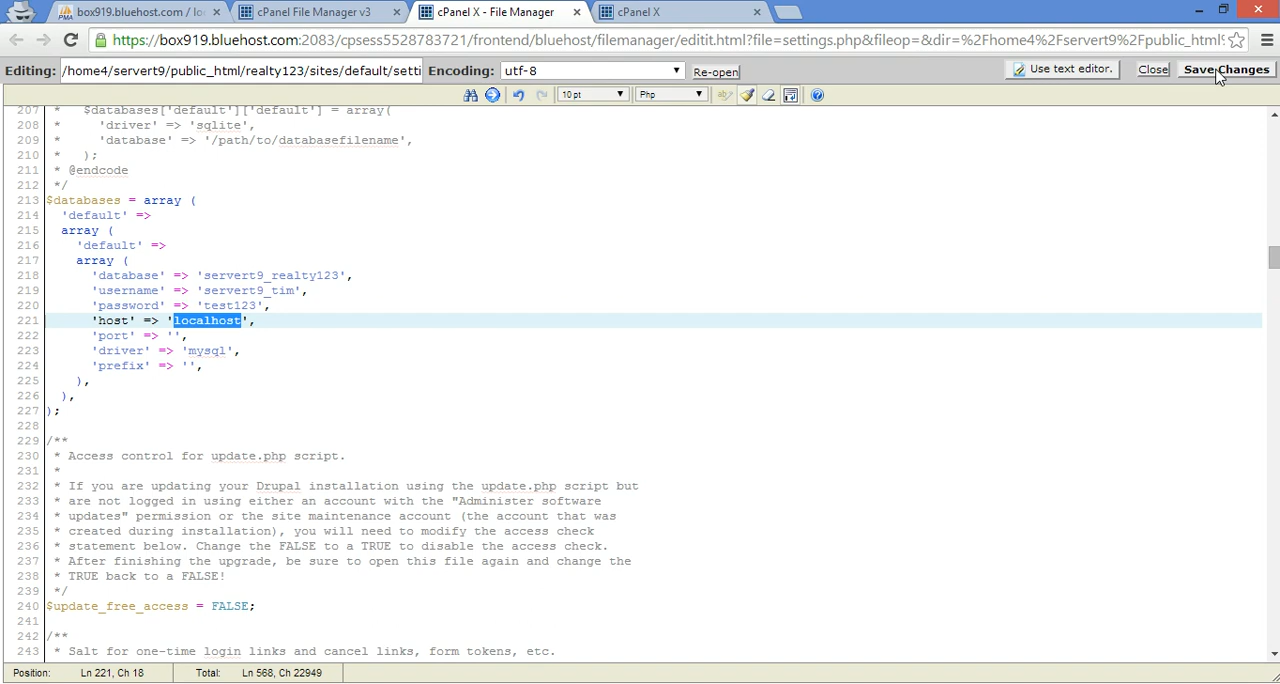 box919.bluehost.com / lo
cPanel File Manager v3
cPanel X - File Manager
cPanel X
https://box919.bluehost.com:2083/cpsess5528783721/frontend/bluehost/filemanager/editit.html?file=settings.php&fileop=&dir=%2Fhome4%2Fservert9%2Fpublic_html%
Editing: /home4/servert9/public_html/realty123/sites/default/setti Encoding: utf-8 Re-open Use text editor. Close Save Changes
10 pt Php
207 * $databases['default']['default'] = array(
208 * 'driver' => 'sqlite',
209 * 'database' => '/path/to/databasefilename',
210 * );
211 * @endcode
212 */
213 $databases = array (
214 'default' =>
215 array (
216 'default' =>
217 array (
218 'database' => 'servert9_realty123',
219 'username' => 'servert9_tim',
220 'password' => 'test123',
221 'host' => 'localhost',
222 'port' => '',
223 'driver' => 'mysql',
224 'prefix' => '',
225 ),
226 ),
227 );
228
229 /**
230 * Access control for update.php script.
231 *
232 * If you are updating your Drupal installation using the update.php script but
233 * are not logged in using either an account with the "Administer software
234 * updates" permission or the site maintenance account (the account that was
235 * created during installation), you will need to modify the access check
236 * statement below. Change the FALSE to a TRUE to disable the access check.
237 * After finishing the upgrade, be sure to open this file again and change the
238 * TRUE back to a FALSE!
239 */
240 $update_free_access = FALSE;
241
242 /**
243 * Salt for one-time login links and cancel links, form tokens, etc.
Position: Ln 221, Ch 18 Total: Ln 568, Ch 22949